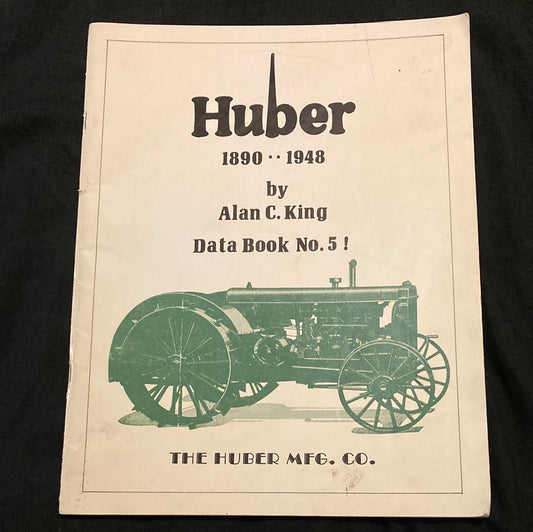 Huber
1890 ·· 1948
by
Alan C. King
Data Book No. 5 !
THE HUBER MFG. CO.